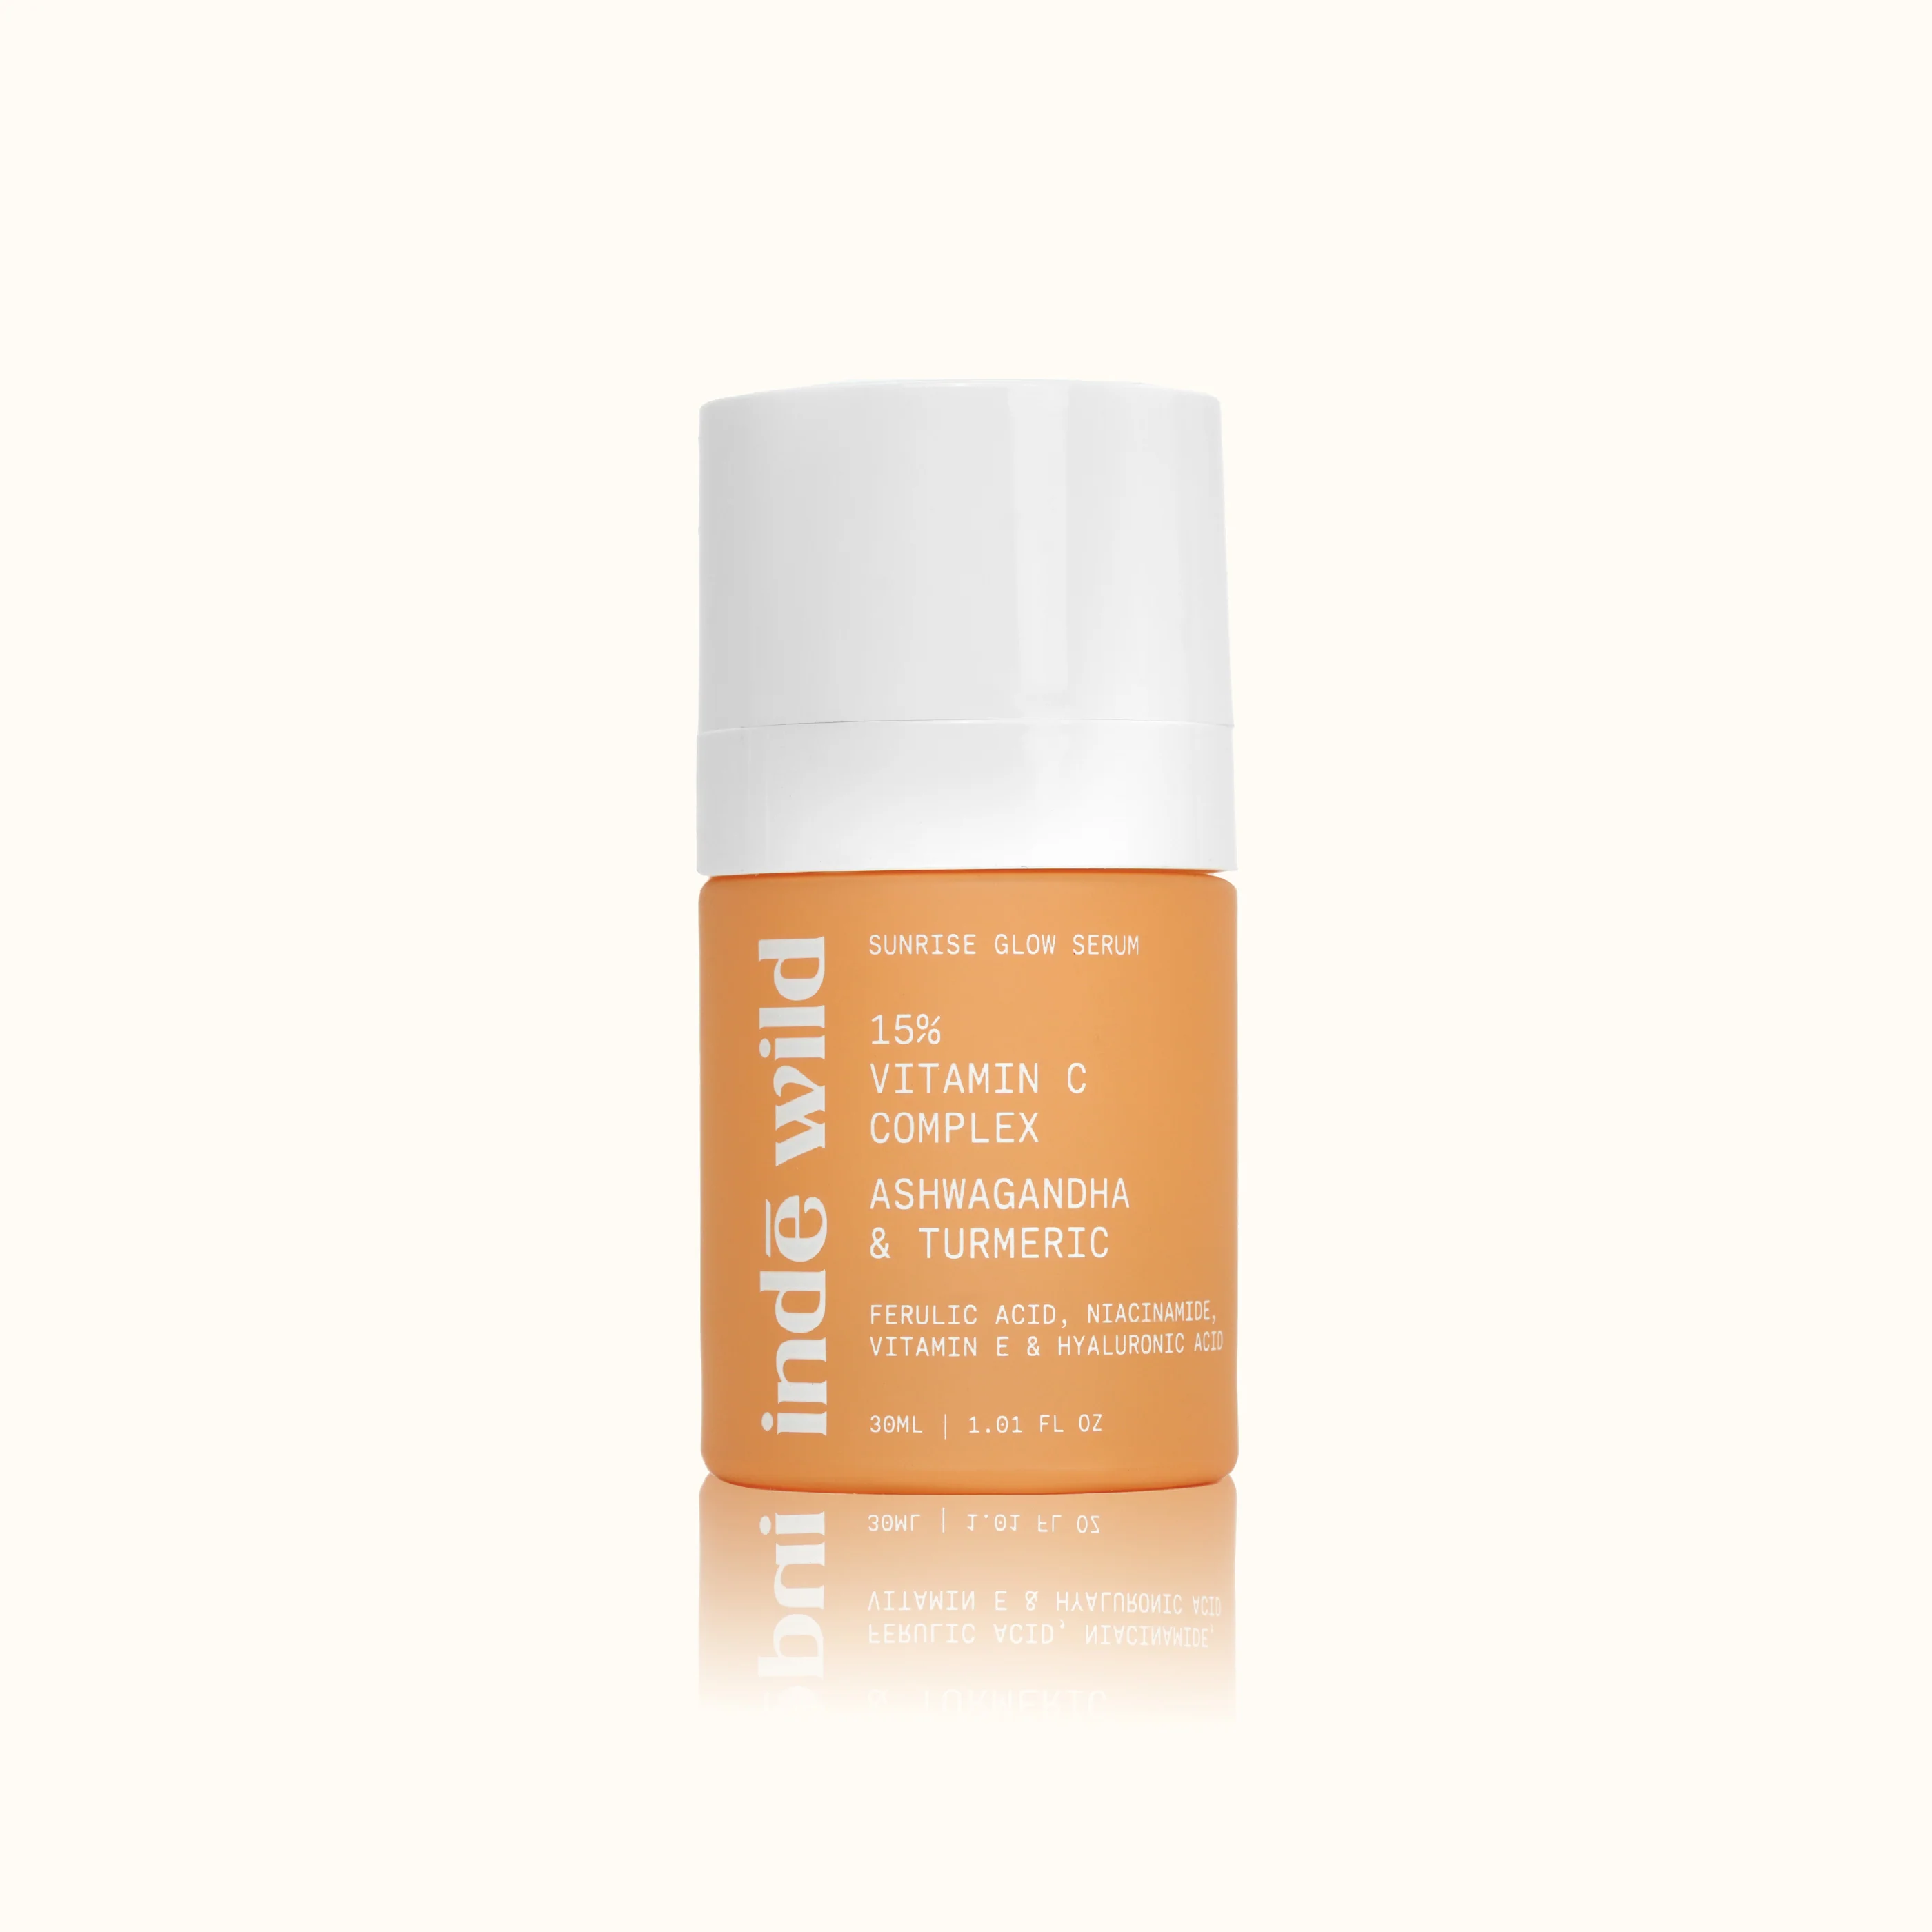 indē wild
SUNRISE GLOW SERUM
15%
VITAMIN C
COMPLEX
ASHWAGANDHA
& TURMERIC
FERULIC ACID, NIACINAMIDE,
VITAMIN E & HYALURONIC ACID
30ML | 1.01 FL OZ